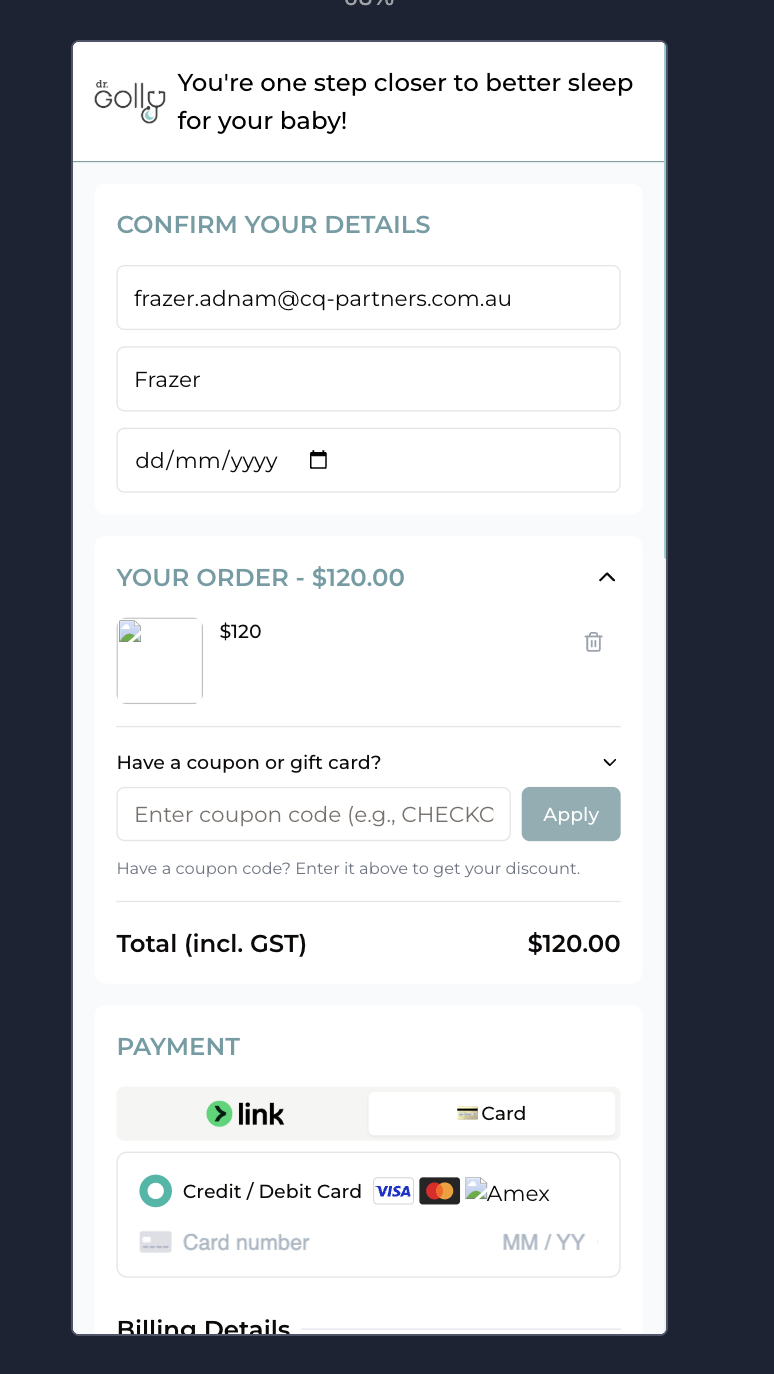 dr.
Golly
You're one step closer to better sleep
for your baby!
CONFIRM YOUR DETAILS
frazer.adnam@cq-partners.com.au
Frazer
dd/mm/yyyy
YOUR ORDER - $120.00
$120
Have a coupon or gift card?
Enter coupon code (e.g., CHECKC
Apply
Have a coupon code? Enter it above to get your discount.
Total (incl. GST) $120.00
PAYMENT
link Card
Credit / Debit Card VISA Amex
Card number MM / YY
Billing Details